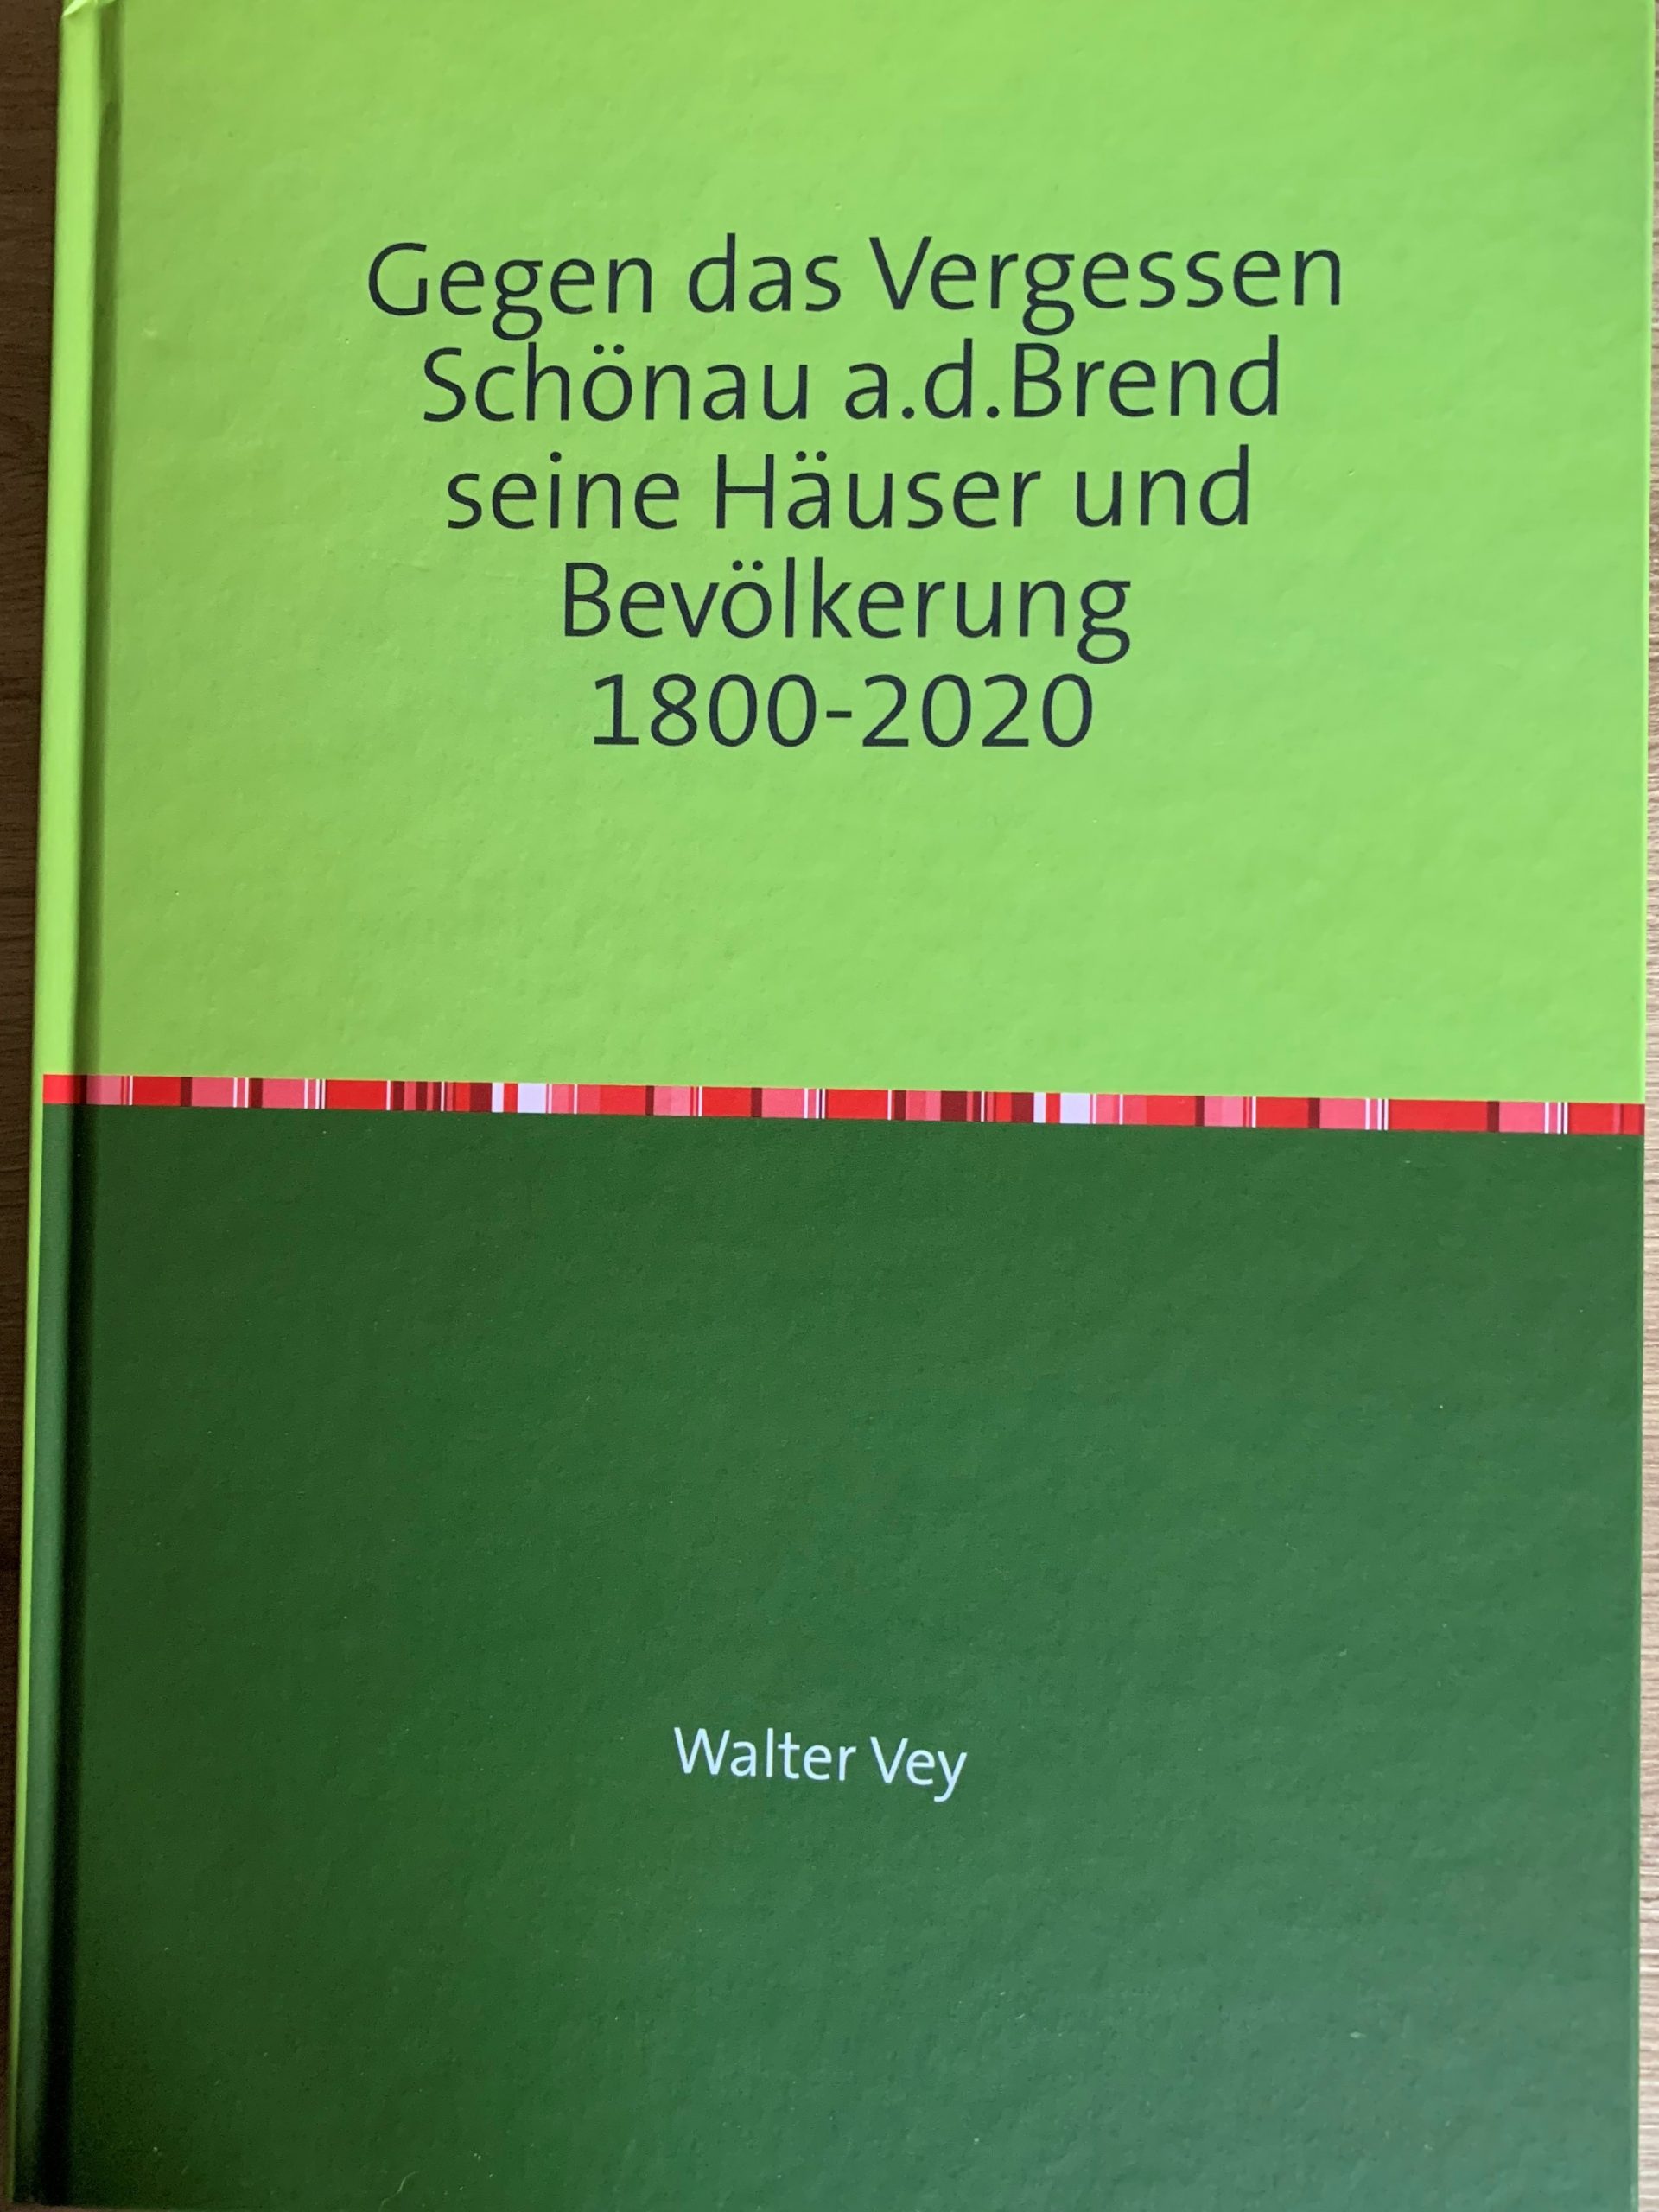 Gegen das Vergessen
Schönau a.d.Brend
seine Häuser und
Bevölkerung
1800-2020
Walter Vey